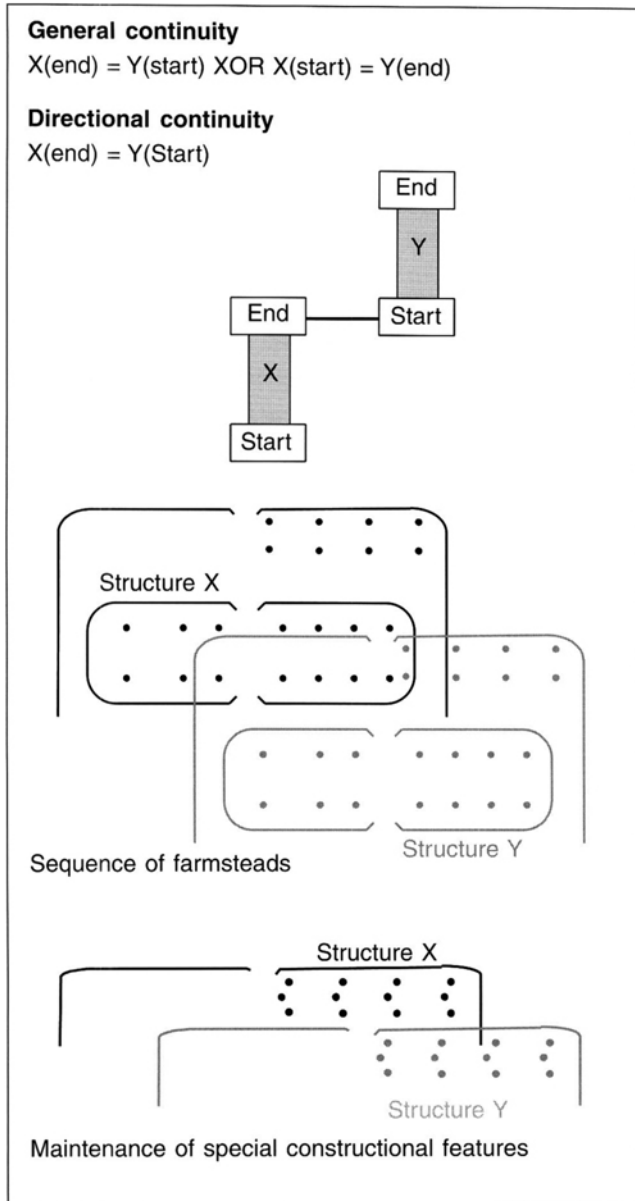 General continuity
X(end) = Y(start) XOR X(start) = Y(end)
Directional continuity
X(end) = Y(Start)
End
Y
End
Start
X
Start
Structure X
Structure Y
Sequence of farmsteads
Structure X
Structure Y
Maintenance of special constructional features